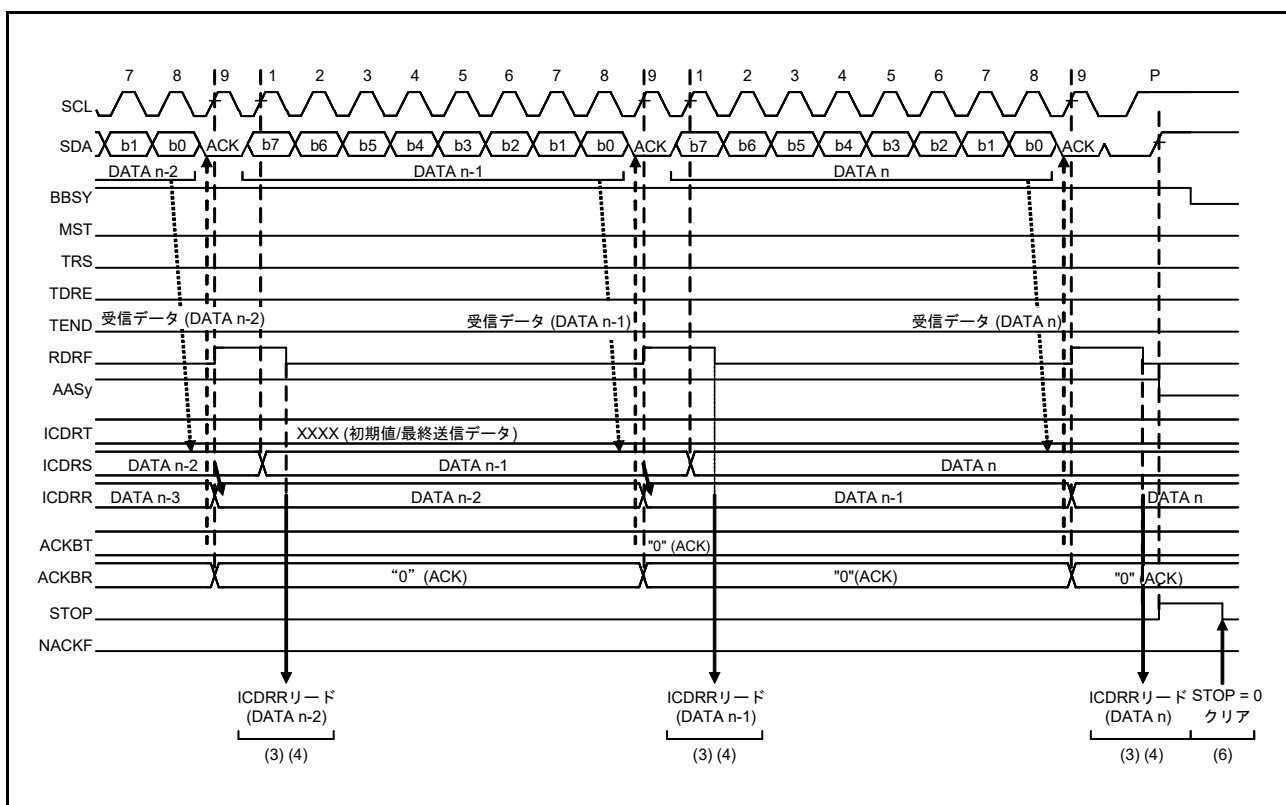 7 8 9 1 2 3 4 5 6 7 8 9 1 2 3 4 5 6 7 8 9 P
SCL
SDA b1 b0 ACK b7 b6 b5 b4 b3 b2 b1 b0 ACK b7 b6 b5 b4 b3 b2 b1 b0 ACK
DATA n-2 DATA n-1 DATA n
BBSY
MST
TRS
TDRE
受信データ (DATA n-2) 受信データ (DATA n-1) 受信データ (DATA n)
TEND
RDRF
AASy
ICDRT XXXX (初期値/最終送信データ)
ICDRS DATA n-2 DATA n-1 DATA n
ICDRR DATA n-3 DATA n-2 DATA n-1 DATA n
ACKBT "0" (ACK)
ACKBR “0” (ACK) "0"(ACK) "0" (ACK)
STOP
NACKF
ICDRRリード ICDRRリード ICDRRリード STOP = 0
(DATA n-2) (DATA n-1) (DATA n) クリア
(3) (4) (3) (4) (3) (4) (6)